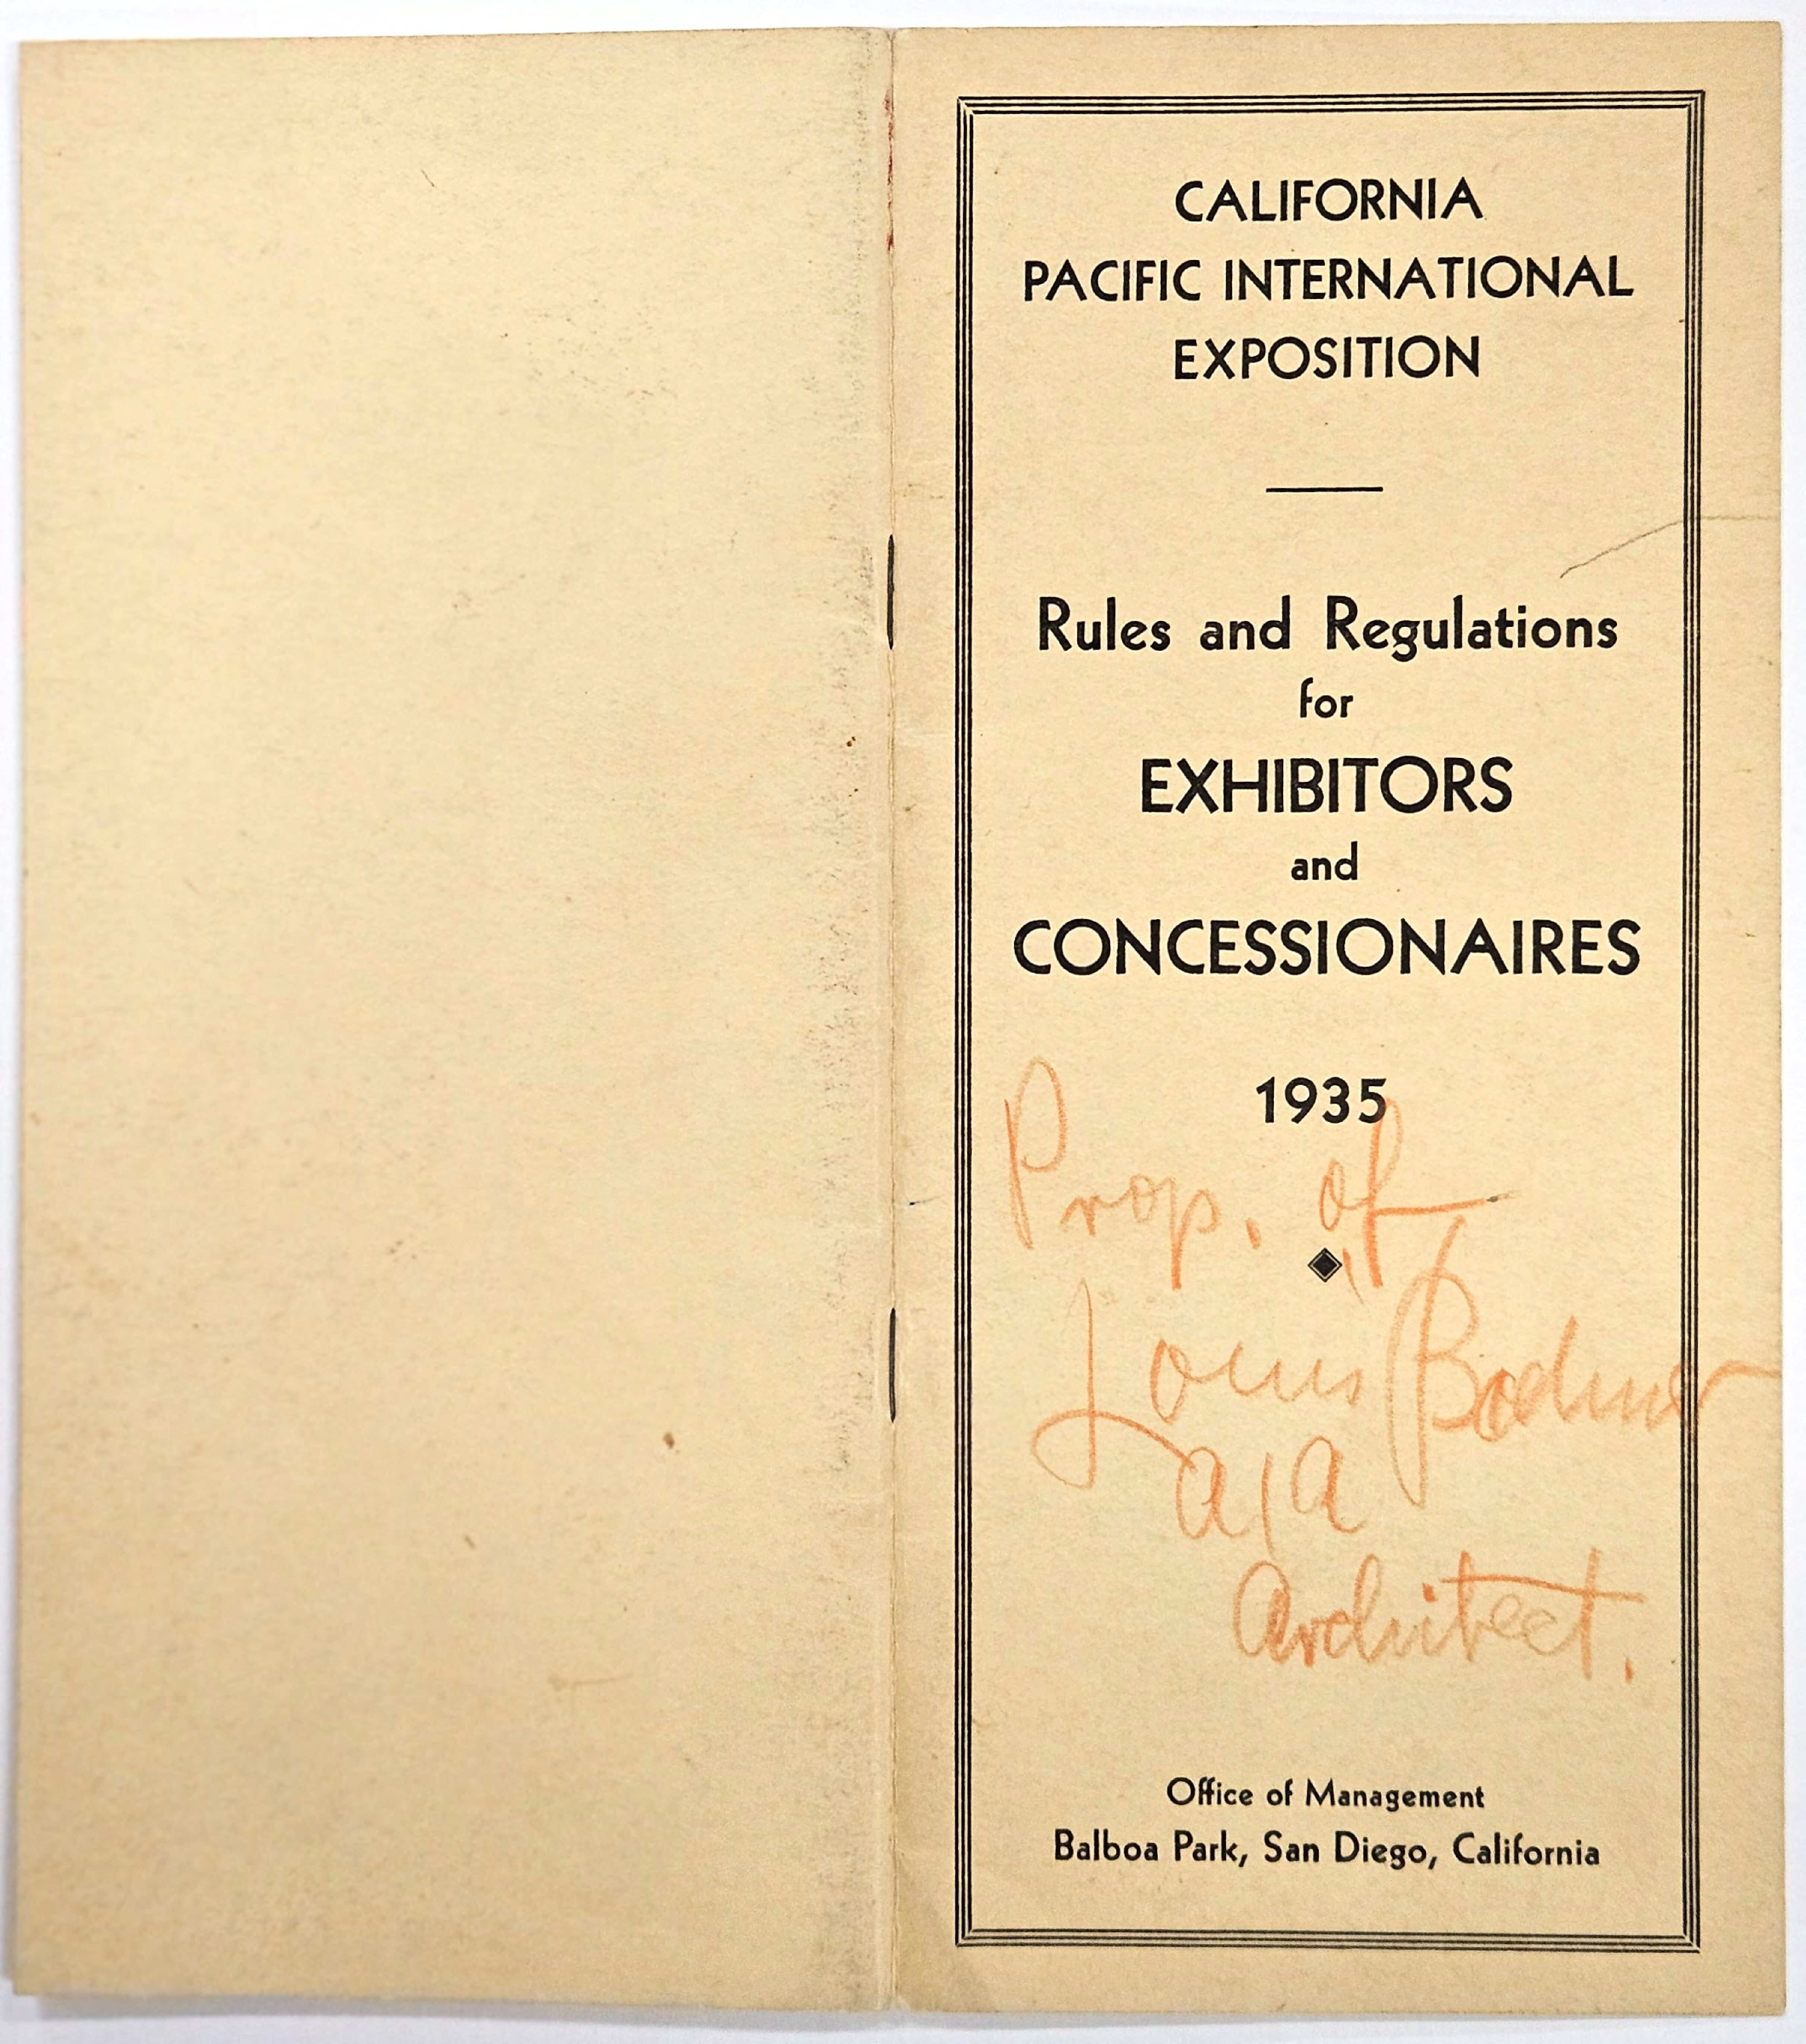 CALIFORNIA
PACIFIC INTERNATIONAL
EXPOSITION
Rules and Regulations
for
EXHIBITORS
and
CONCESSIONAIRES
1935
Prop. of
Louis Bodmer
AIA
Architect.
Office of Management
Balboa Park, San Diego, California